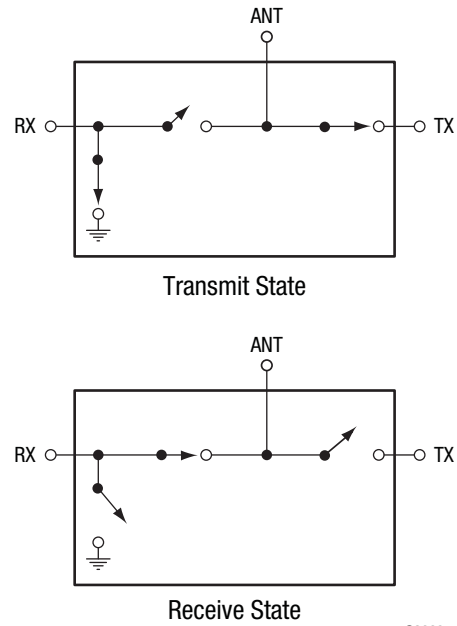 ANT
RX
TX
Transmit State
ANT
RX
TX
Receive State